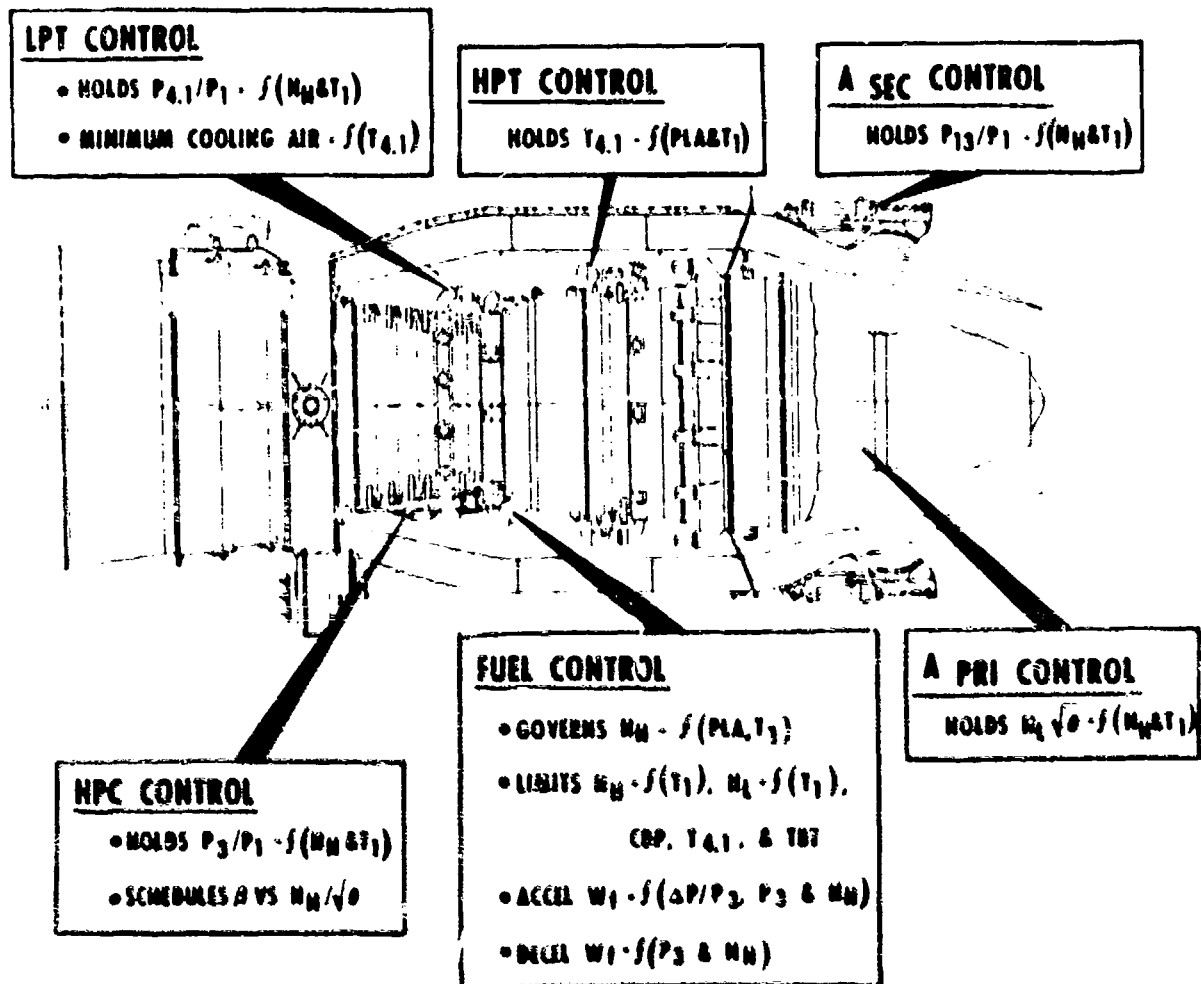 LPT CONTROL
• HOLDS P4.1/P1 = f(NH&T1)
• MINIMUM COOLING AIR = f(T4.1)
HPT CONTROL
HOLDS T4.1 = f(PLA&T1)
A SEC CONTROL
HOLDS P13/P1 = f(NH&T1)
HPC CONTROL
• HOLDS P3/P1 = f(NH&T1)
• SCHEDULES β VS NH/√θ
FUEL CONTROL
• GOVERNS NH = f(PLA, T3)
• LIMITS NH = f(T1), NL = f(T1),
CDP, T4.1, & TBT
• ACCEL Wf = f(ΔP/P3, P3 & NH)
• DECEL Wf = f(P3 & NH)
A PRI CONTROL
HOLDS NL √θ = f(NH&T1)